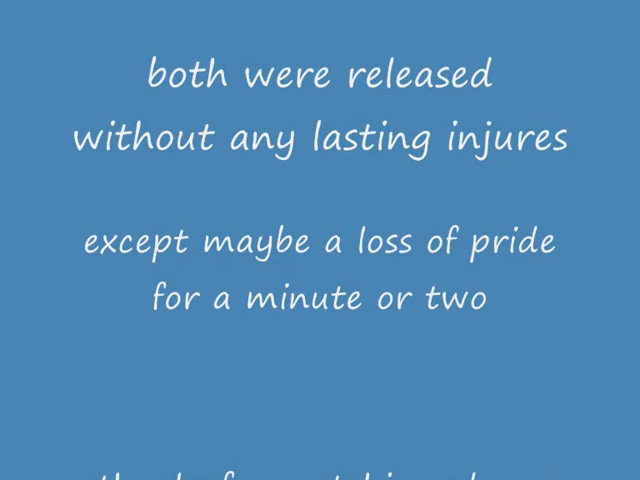 both were released
without any lasting injures
except maybe a loss of pride
for a minute or two